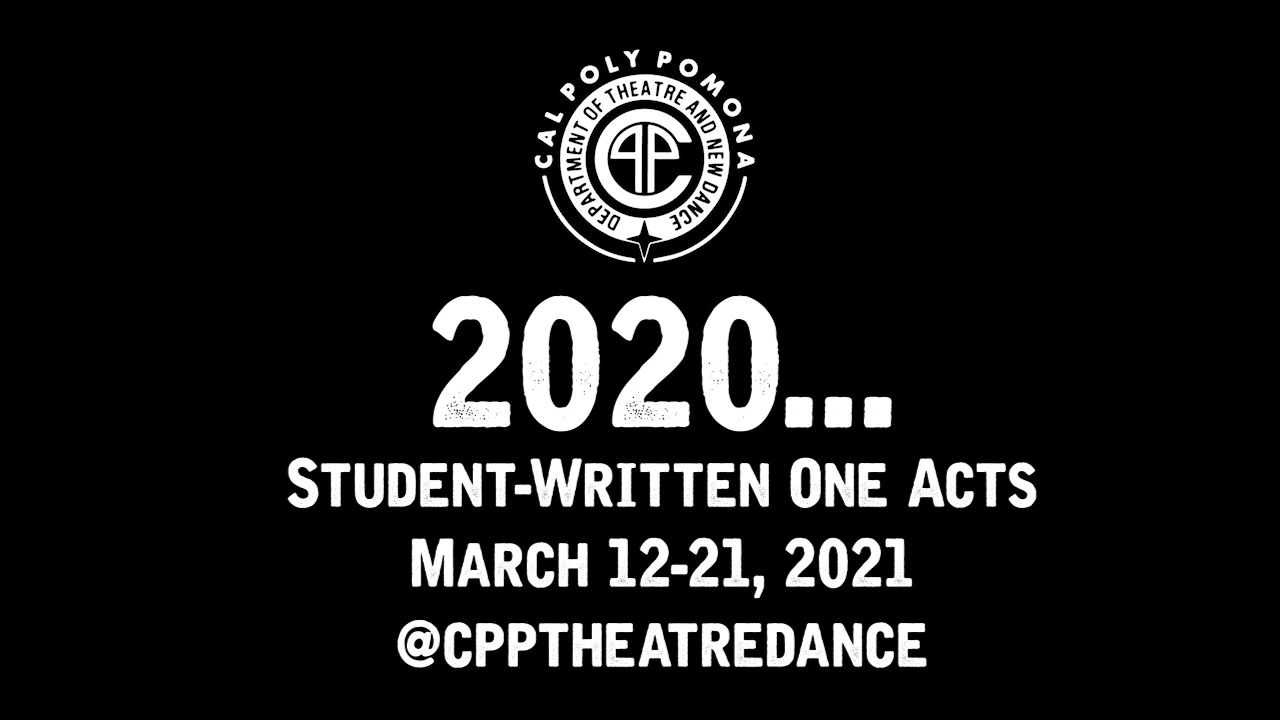 CAL POLY POMONA
DEPARTMENT OF THEATRE AND NEW DANCE
CPP
2020...
STUDENT-WRITTEN ONE ACTS
MARCH 12-21, 2021
@CPPTHEATREDANCE